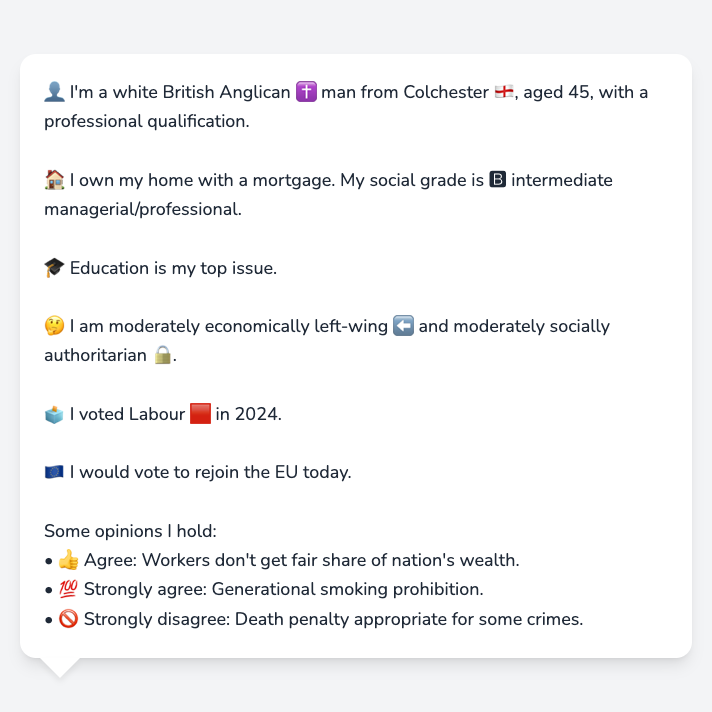 👤 I'm a white British Anglican ✝️ man from Colchester 🏴󠁧󠁢󠁥󠁮󠁧󠁿, aged 45, with a
professional qualification.
🏠 I own my home with a mortgage. My social grade is 🅱 intermediate
managerial/professional.
🎓 Education is my top issue.
🤔 I am moderately economically left-wing ⬅️ and moderately socially
authoritarian 🔒.
🗳️ I voted Labour 🟥 in 2024.
🇪🇺 I would vote to rejoin the EU today.
Some opinions I hold:
• 👍 Agree: Workers don't get fair share of nation's wealth.
• 💯 Strongly agree: Generational smoking prohibition.
• 🚫 Strongly disagree: Death penalty appropriate for some crimes.